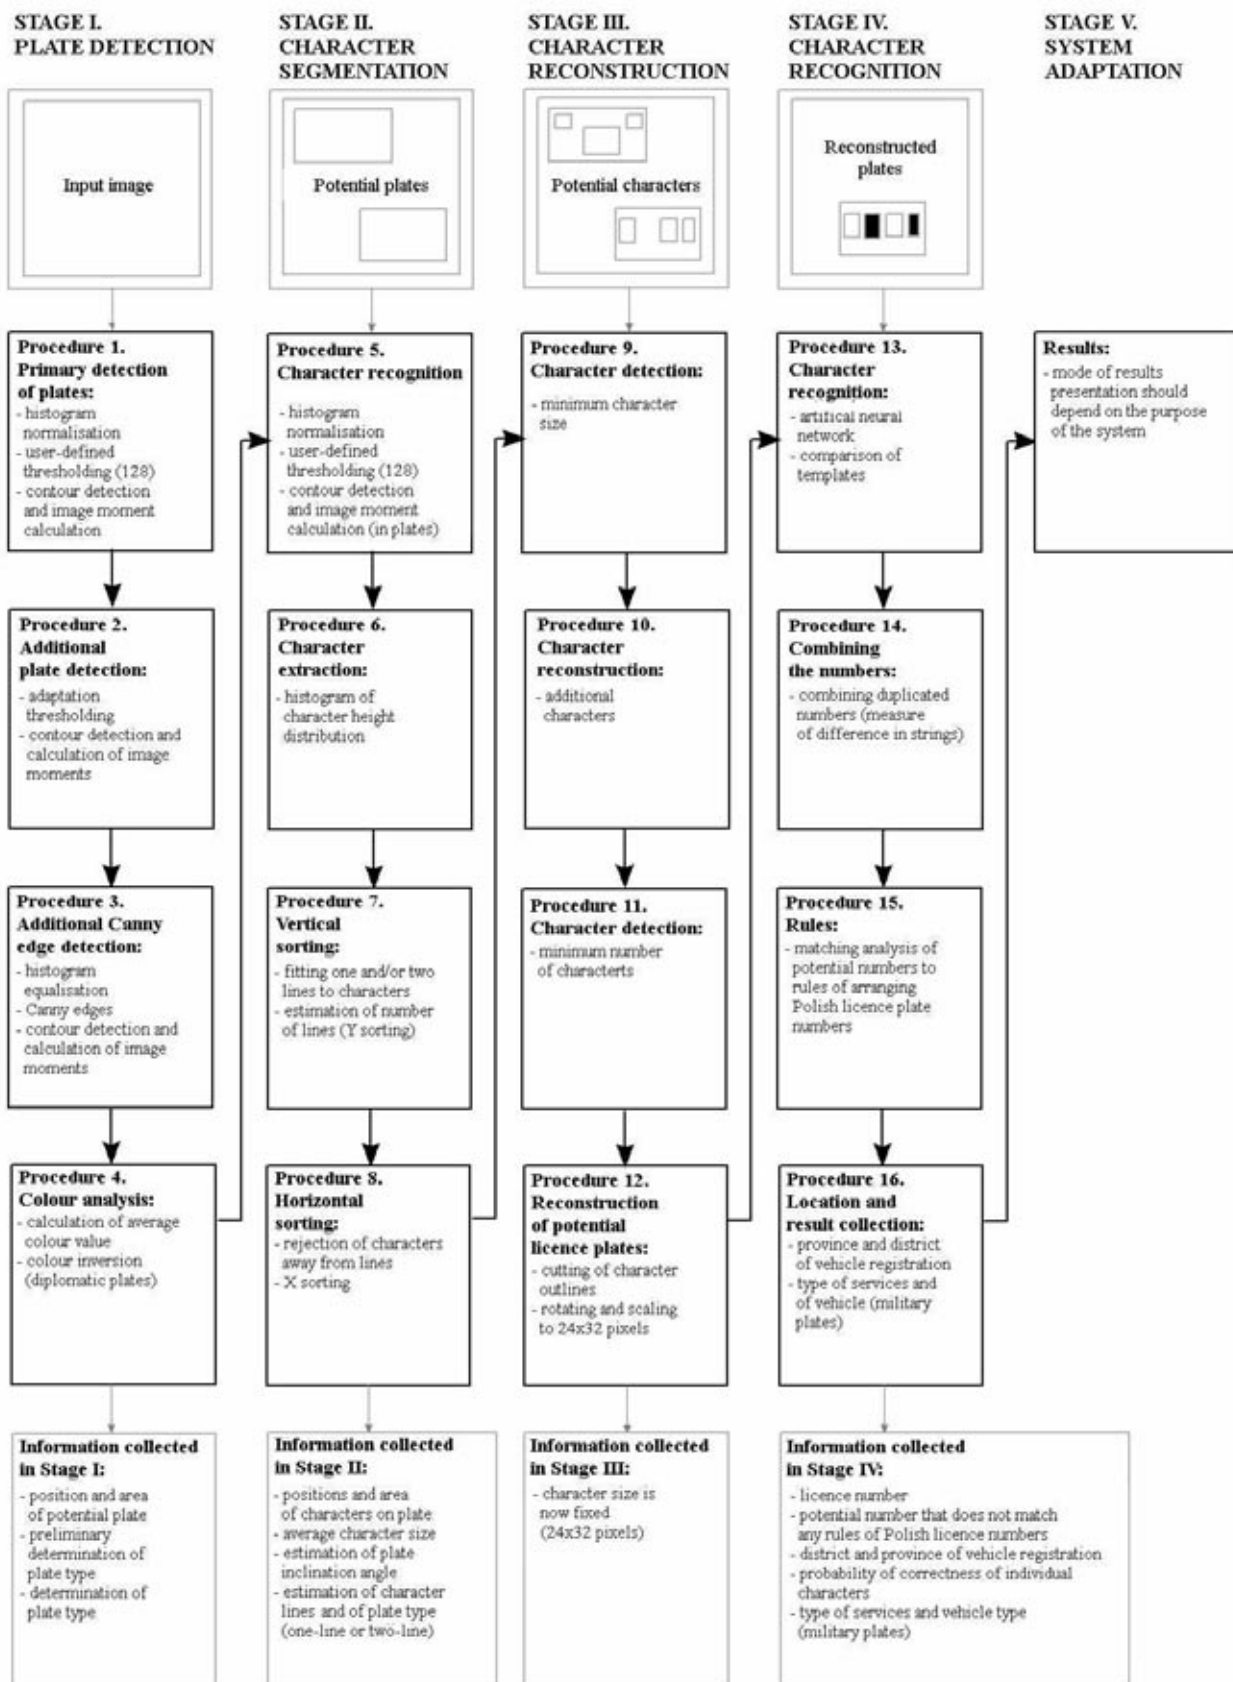 STAGE I.
PLATE DETECTION
STAGE II.
CHARACTER
SEGMENTATION
STAGE III.
CHARACTER
RECONSTRUCTION
STAGE IV.
CHARACTER
RECOGNITION
STAGE V.
SYSTEM
ADAPTATION
Input image
Potential plates
Potential characters
Reconstructed
plates
Procedure 1.
Primary detection
of plates:
- histogram
normalisation
- user-defined
thresholding (128)
- contour detection
and image moment
calculation
Procedure 2.
Additional
plate detection:
- adaptation
thresholding
- contour detection and
calculation of image
moments
Procedure 3.
Additional Canny
edge detection:
- histogram
equalisation
- Canny edges
- contour detection and
calculation of image
moments
Procedure 4.
Colour analysis:
- calculation of average
colour value
- colour inversion
(diplomatic plates)
Information collected
in Stage I:
- position and area
of potential plate
- preliminary
determination of
plate type
- determination of
plate type
Procedure 5.
Character recognition
- histogram
normalisation
- user-defined
thresholding (128)
- contour detection
and image moment
calculation (in plates)
Procedure 6.
Character
extraction:
- histogram of
character height
distribution
Procedure 7.
Vertical
sorting:
- fitting one and/or two
lines to characters
- estimation of number
of lines (Y sorting)
Procedure 8.
Horizontal
sorting:
- rejection of characters
away from lines
- X sorting
Information collected
in Stage II:
- positions and area
of characters on plate
- average character size
- estimation of plate
inclination angle
- estimation of character
lines and of plate type
(one-line or two-line)
Procedure 9.
Character detection:
- minimum character
size
Procedure 10.
Character
reconstruction:
- additional
characters
Procedure 11.
Character detection:
- minimum number
of characterts
Procedure 12.
Reconstruction
of potential
licence plates:
- cutting of character
outlines
- rotating and scaling
to 24x32 pixels
Information collected
in Stage III:
- character size is
now fixed
(24x32 pixels)
Procedure 13.
Character
recognition:
- artifical neural
network
- comparison of
templates
Procedure 14.
Combining
the numbers:
- combining duplicated
numbers (measure
of difference in strings)
Procedure 15.
Rules:
- matching analysis of
potential numbers to
rules of arranging
Polish licence plate
numbers
Procedure 16.
Location and
result collection:
- province and district
of vehicle registration
- type of services and
of vehicle (military
plates)
Information collected
in Stage IV:
- licence number
- potential number that does not match
any rules of Polish licence numbers
- district and province of vehicle registration
- probability of correctness of individual
characters
- type of services and vehicle type
(military plates)
Results:
- mode of results
presentation should
depend on the purpose
of the system